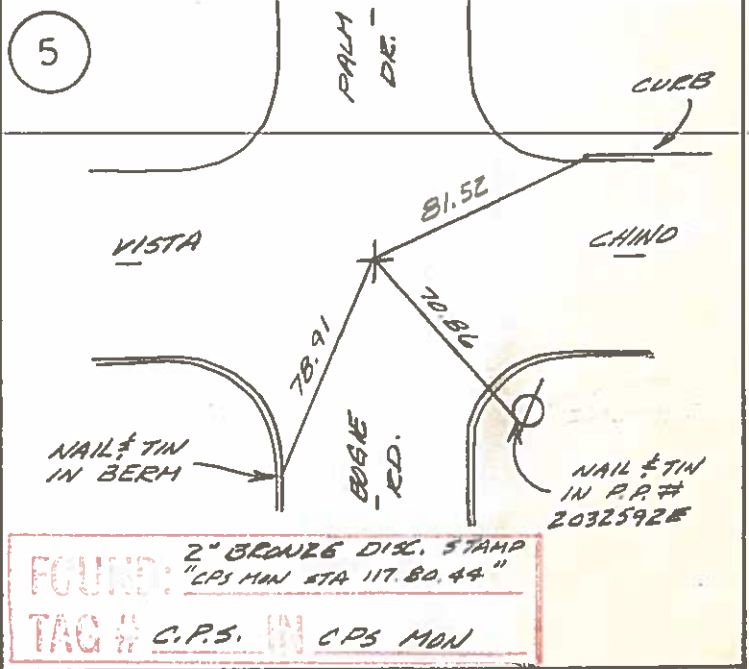 5
PALM
DR.
CURB
81.52
VISTA
CHINO
78.91
70.86
NAIL & TIN
IN BERM
BOGIE
RD.
NAIL & TIN
IN P.P. #
2032592E
FOUND: 2" BRONZE DISC. STAMP
"CPS MON STA 117.80.44"
TAG # C.P.S. IN CPS MON